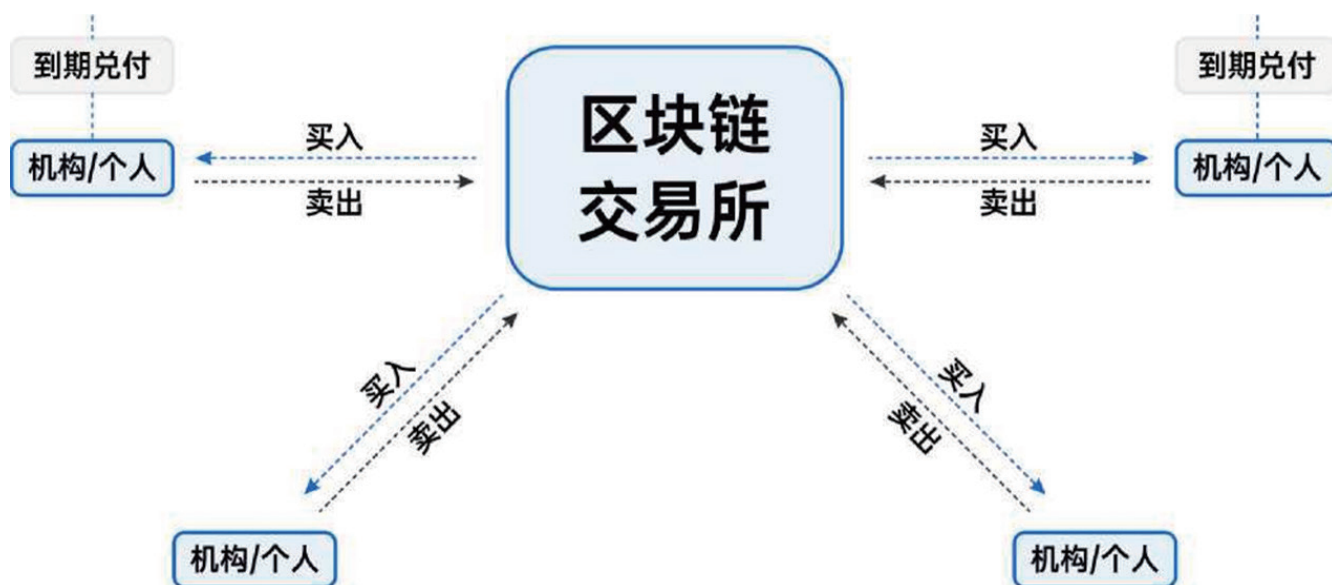 到期兑付
到期兑付
区块链
交易所
机构/个人
买入
卖出
买入
卖出
机构/个人
买入
卖出
买入
卖出
机构/个人
机构/个人